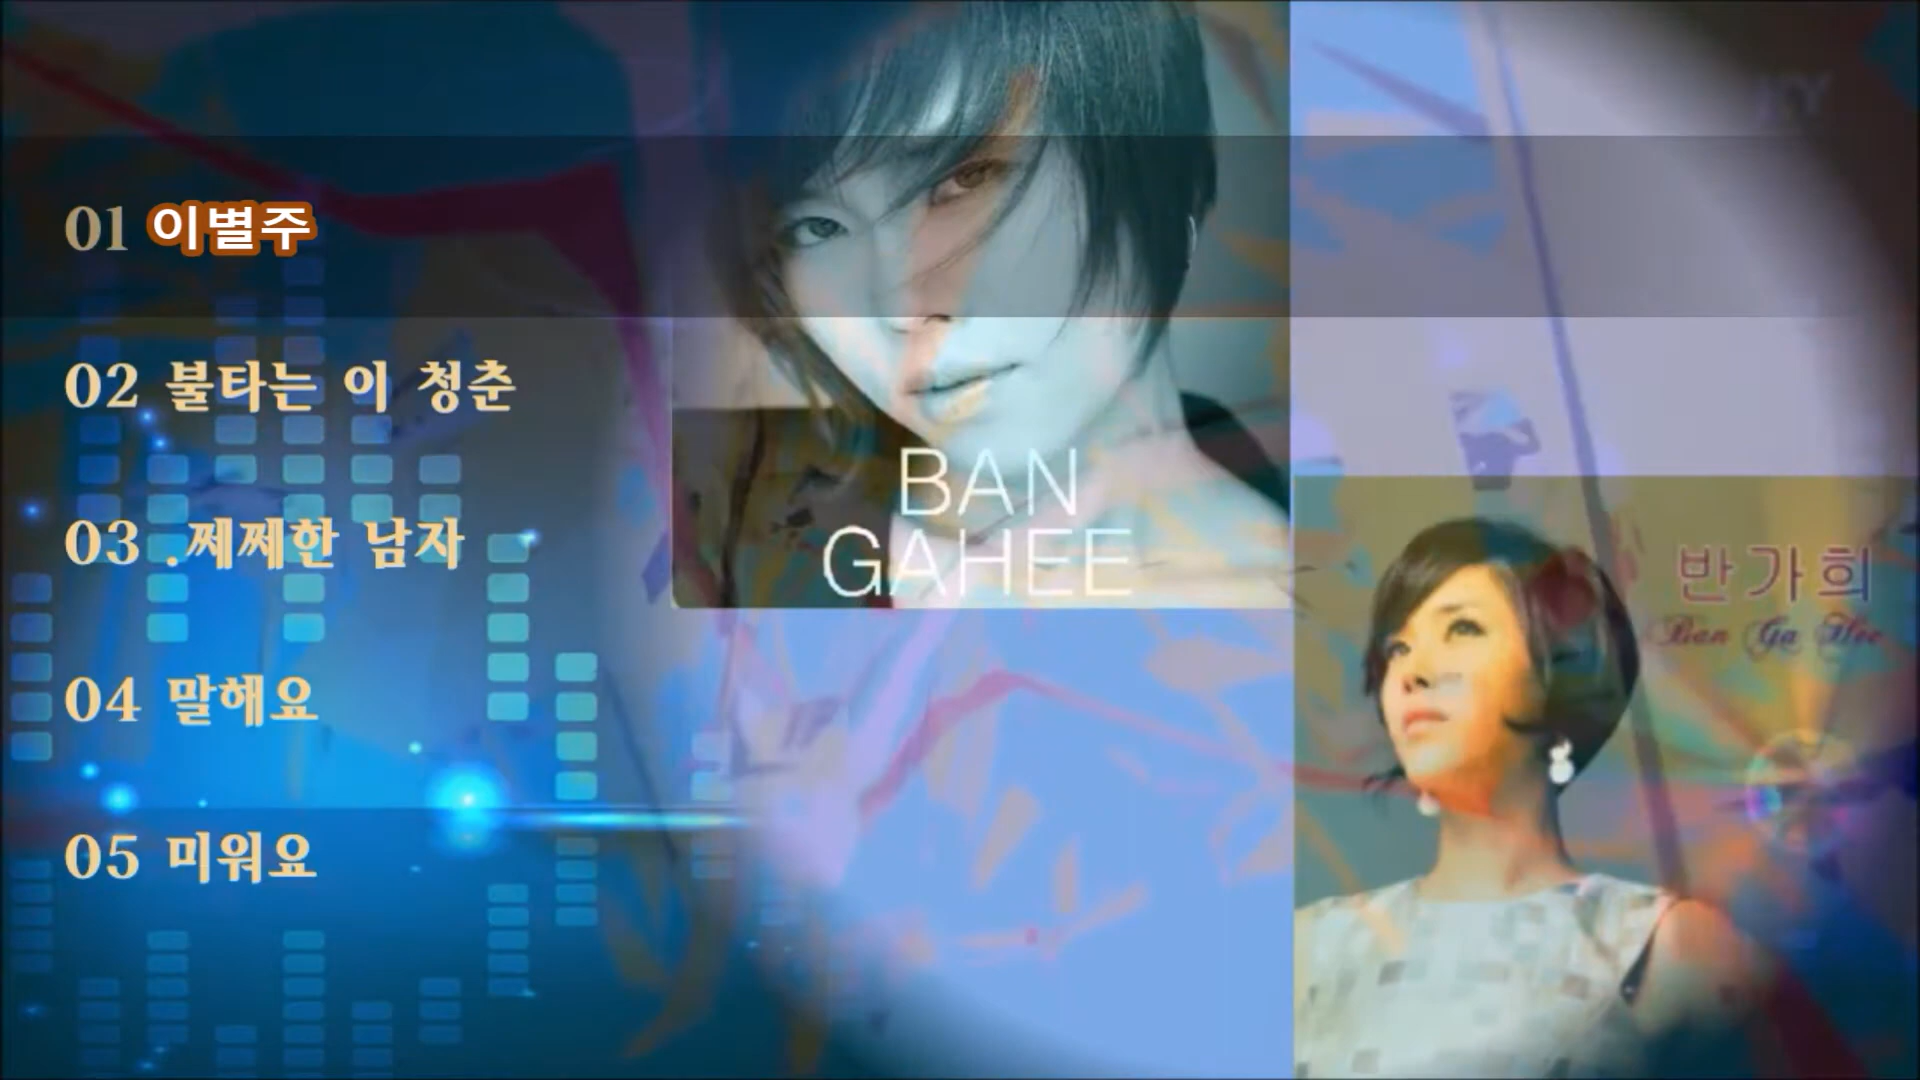 01 이별주
02 불타는 이 청춘
03 .쩨쩨한 남자
04 말해요
05 미워요
BAN
GAHEE
반가희
Ban Ga Hee